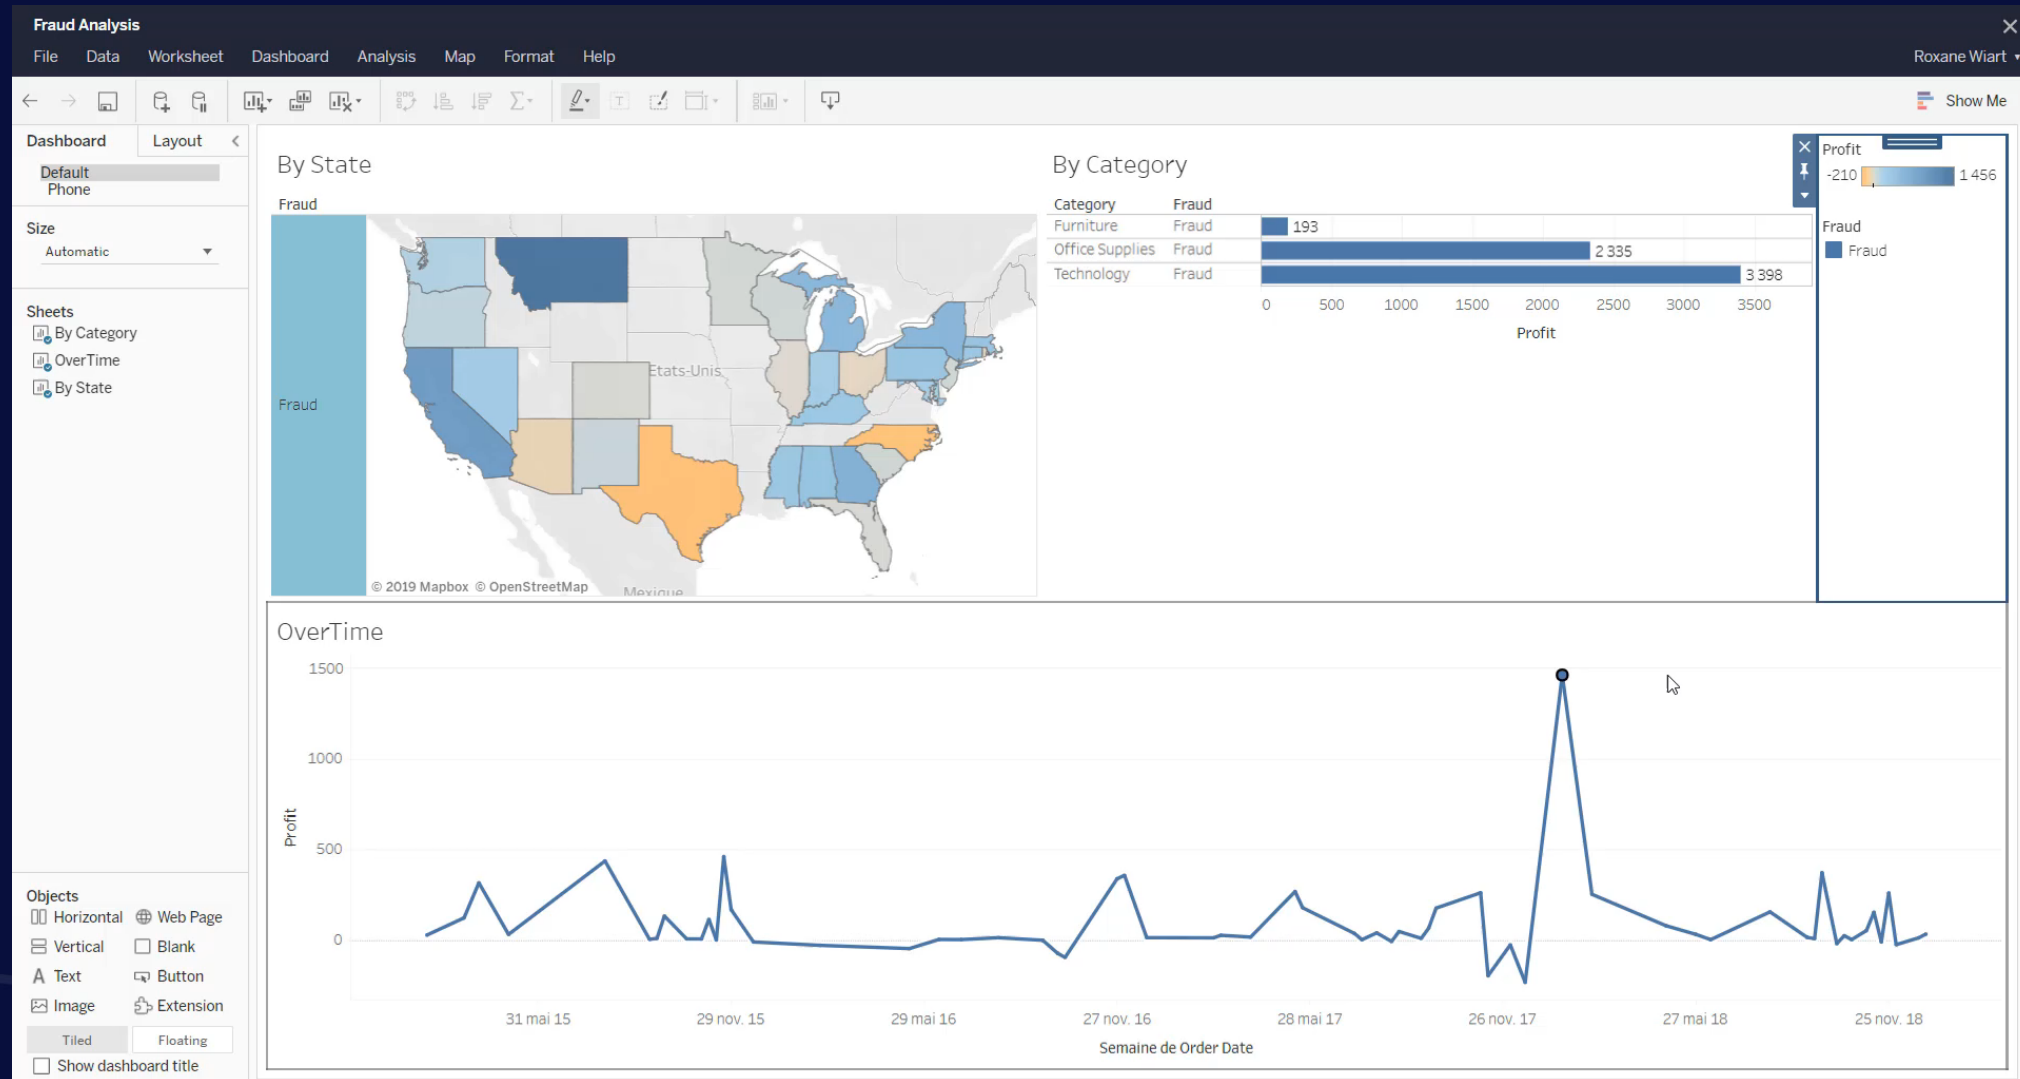 Fraud Analysis
File Data Worksheet Dashboard Analysis Map Format Help
Roxane Wiart
Show Me
Dashboard Layout
Default
Phone
Size
Automatic
Sheets
By Category
OverTime
By State
Objects
Horizontal Web Page
Vertical Blank
Text Button
Image Extension
Tiled Floating
Show dashboard title
By State
Fraud
Fraud
Etats-Unis
Mexique
© 2019 Mapbox © OpenStreetMap
By Category
Category Fraud
Furniture Fraud 193
Office Supplies Fraud 2 335
Technology Fraud 3 398
0 500 1000 1500 2000 2500 3000 3500
Profit
Profit
-210 1 456
Fraud
Fraud
OverTime
1500
1000
500
0
Profit
31 mai 15 29 nov. 15 29 mai 16 27 nov. 16 28 mai 17 26 nov. 17 27 mai 18 25 nov. 18
Semaine de Order Date